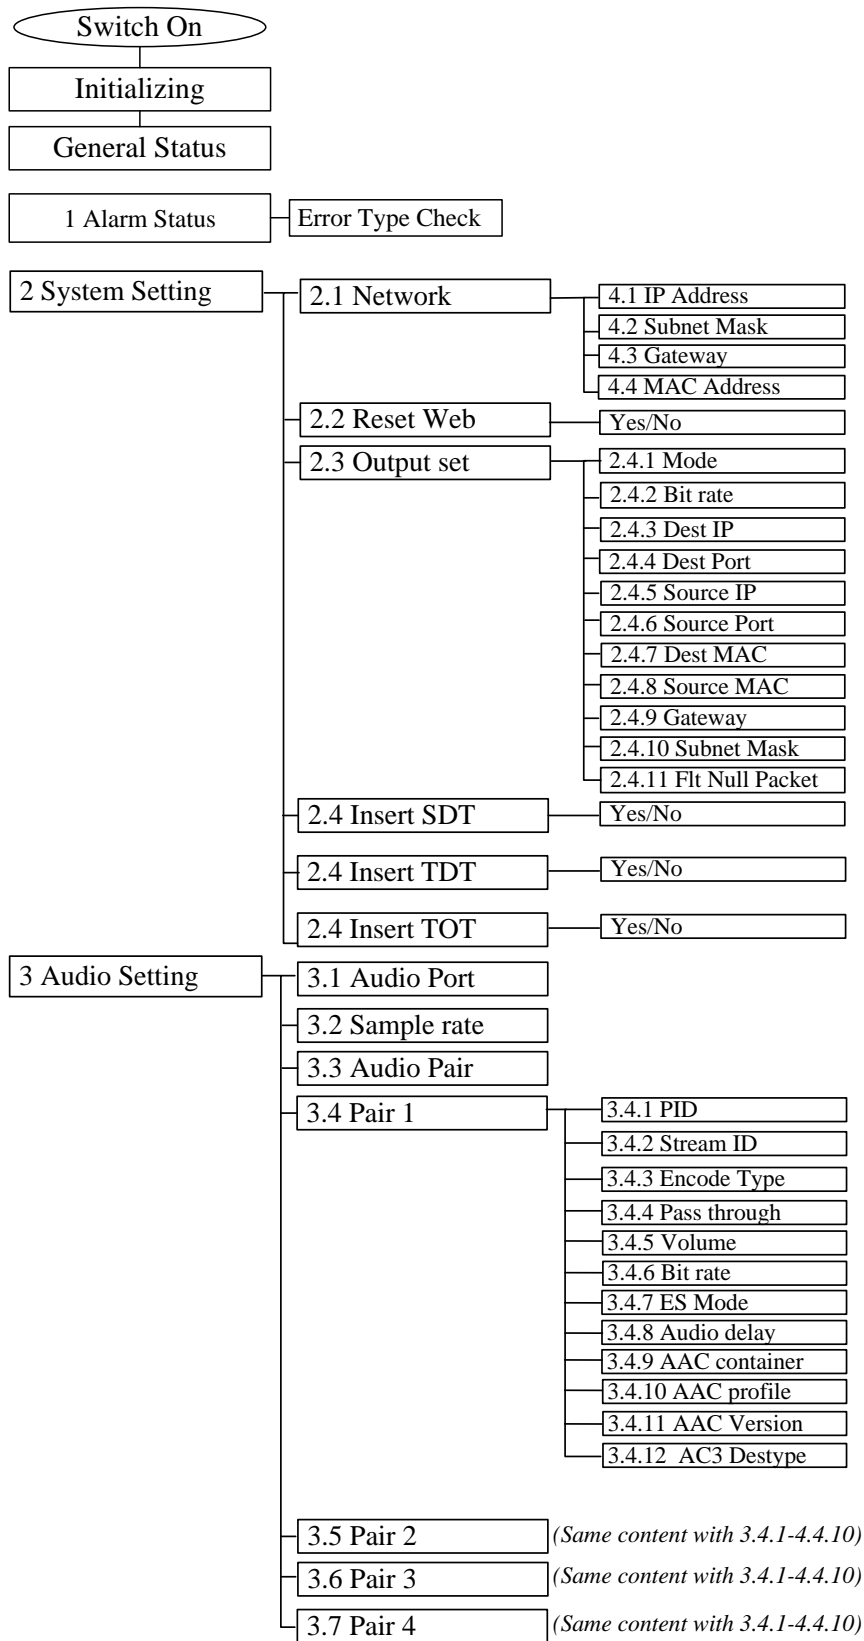 Switch On
Initializing
General Status
1 Alarm Status
Error Type Check
2 System Setting
2.1 Network
4.1 IP Address
4.2 Subnet Mask
4.3 Gateway
4.4 MAC Address
2.2 Reset Web
Yes/No
2.3 Output set
2.4.1 Mode
2.4.2 Bit rate
2.4.3 Dest IP
2.4.4 Dest Port
2.4.5 Source IP
2.4.6 Source Port
2.4.7 Dest MAC
2.4.8 Source MAC
2.4.9 Gateway
2.4.10 Subnet Mask
2.4.11 Flt Null Packet
2.4 Insert SDT
Yes/No
2.4 Insert TDT
Yes/No
2.4 Insert TOT
Yes/No
3 Audio Setting
3.1 Audio Port
3.2 Sample rate
3.3 Audio Pair
3.4 Pair 1
3.4.1 PID
3.4.2 Stream ID
3.4.3 Encode Type
3.4.4 Pass through
3.4.5 Volume
3.4.6 Bit rate
3.4.7 ES Mode
3.4.8 Audio delay
3.4.9 AAC container
3.4.10 AAC profile
3.4.11 AAC Version
3.4.12 AC3 Destype
3.5 Pair 2
(Same content with 3.4.1-4.4.10)
3.6 Pair 3
(Same content with 3.4.1-4.4.10)
3.7 Pair 4
(Same content with 3.4.1-4.4.10)